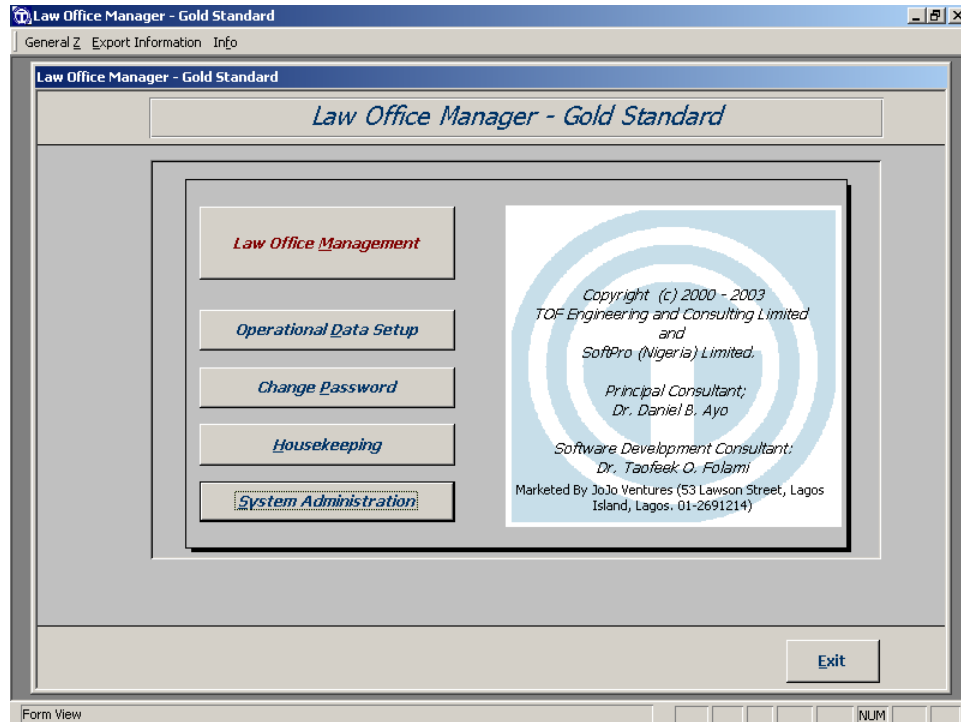 Law Office Manager - Gold Standard
General Z Export Information Info
Law Office Manager - Gold Standard
Law Office Manager - Gold Standard
Law Office Management
Operational Data Setup
Change Password
Housekeeping
System Administration
Copyright (c) 2000 - 2003
TOF Engineering and Consulting Limited
and
SoftPro (Nigeria) Limited.
Principal Consultant;
Dr. Daniel B. Ayo
Software Development Consultant:
Dr. Taofeek O. Folami
Marketed By JoJo Ventures (53 Lawson Street, Lagos
Island, Lagos. 01-2691214)
Exit
Form View
NUM